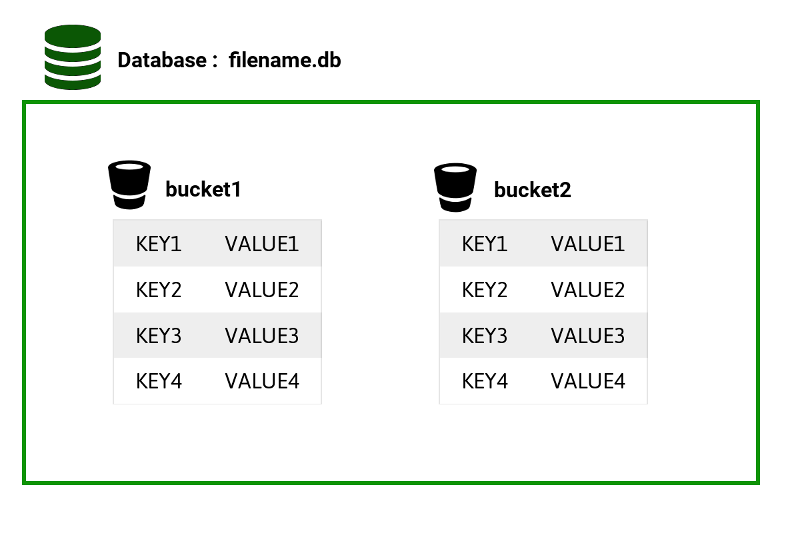 Database : filename.db
bucket1
KEY1 VALUE1
KEY2 VALUE2
KEY3 VALUE3
KEY4 VALUE4
bucket2
KEY1 VALUE1
KEY2 VALUE2
KEY3 VALUE3
KEY4 VALUE4